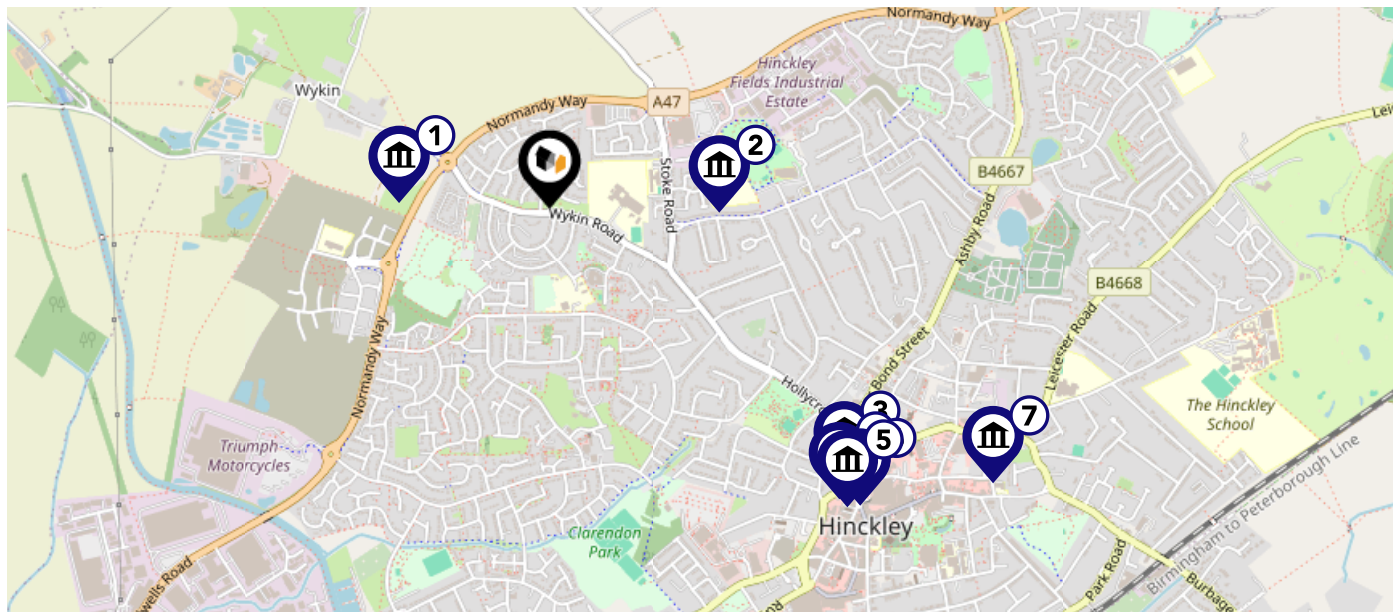 Normandy Way
Hinckley
Fields Industrial
Estate
Wykin
A47
Normandy Way
1
2
Stoke Road
B4667
Wykin Road
Ashby Road
B4668
Normandy Way
Leicester Road
Bond Street
The Hinckley
School
3
7
5
Triumph
Motorcycles
Birmingham to Peterborough Line
Hinckley
Clarendon
Park
Park Road